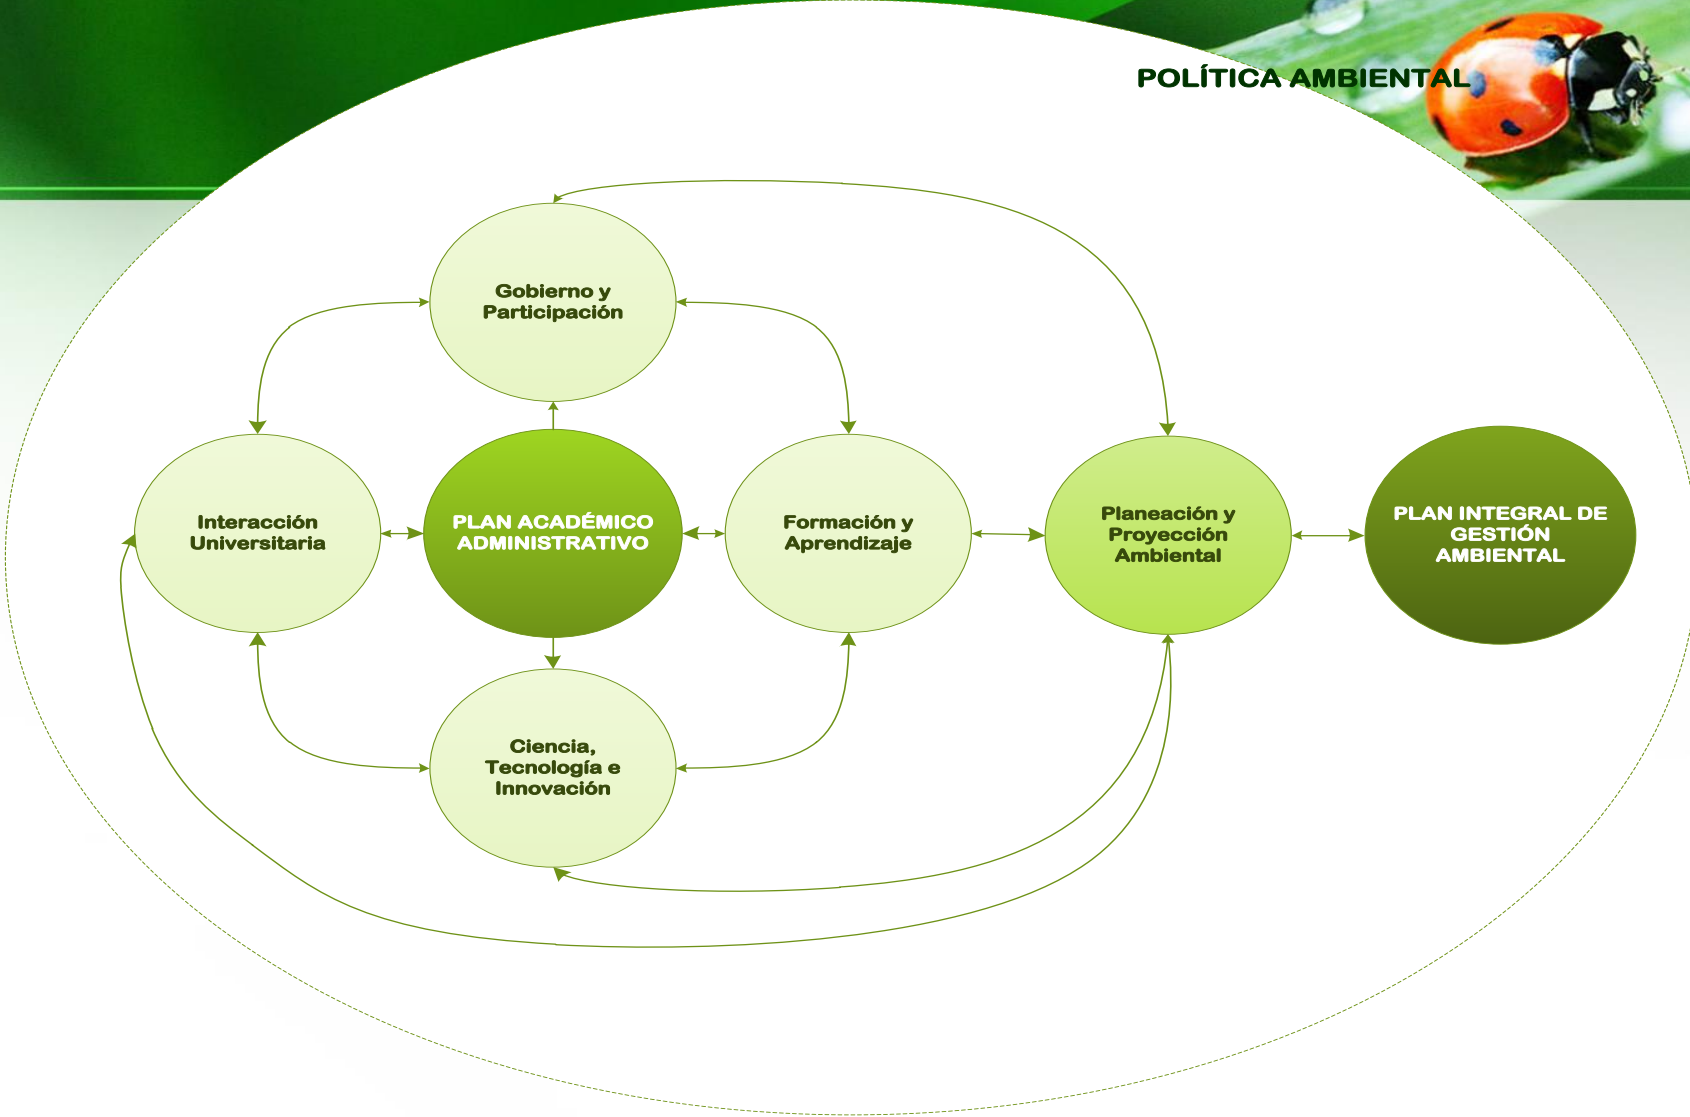 POLÍTICA AMBIENTAL
Gobierno y
Participación
Interacción
Universitaria
PLAN ACADÉMICO
ADMINISTRATIVO
Formación y
Aprendizaje
Planeación y
Proyección
Ambiental
PLAN INTEGRAL DE
GESTIÓN
AMBIENTAL
Ciencia,
Tecnología e
Innovación